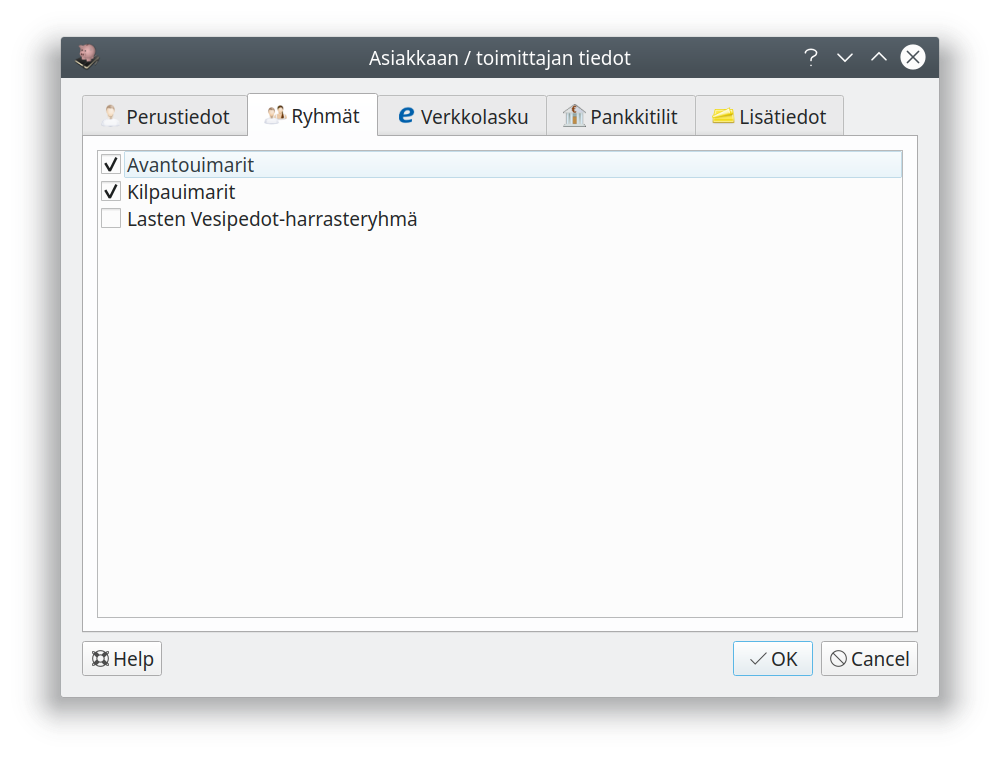 Asiakkaan / toimittajan tiedot
Perustiedot Ryhmät Verkkolasku Pankkitilit Lisätiedot
Avantouimarit
Kilpauimarit
Lasten Vesipedot-harrasteryhmä
Help OK Cancel